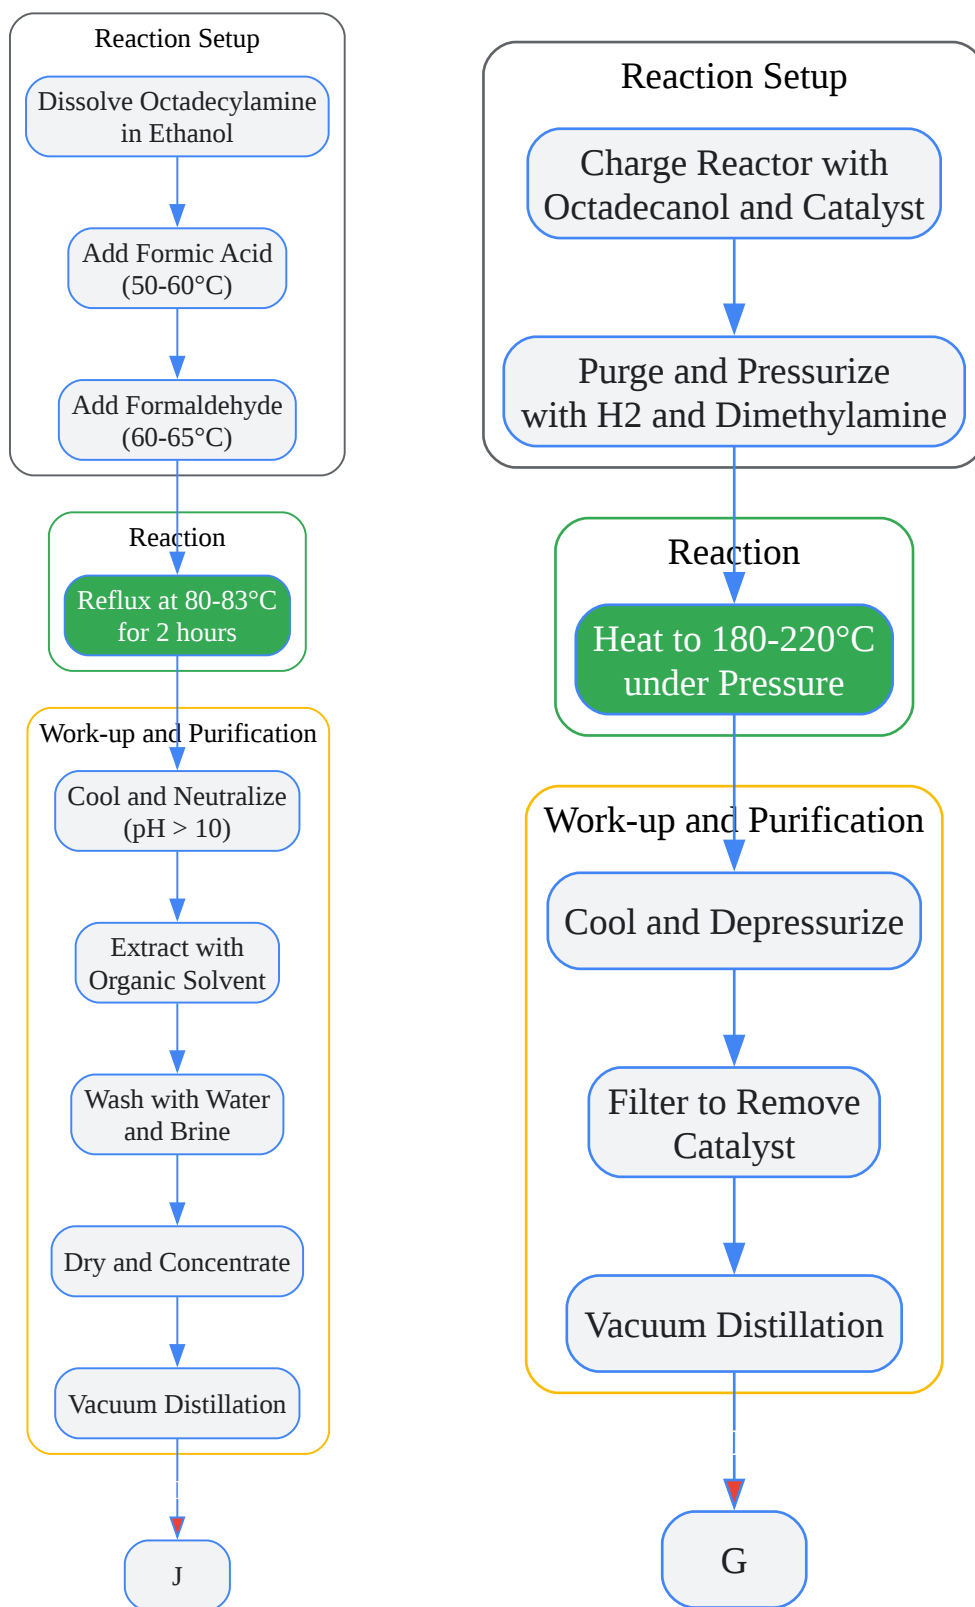 Reaction Setup
Dissolve Octadecylamine
in Ethanol
Add Formic Acid
(50-60°C)
Add Formaldehyde
(60-65°C)
Reaction
Reflux at 80-83°C
for 2 hours
Work-up and Purification
Cool and Neutralize
(pH > 10)
Extract with
Organic Solvent
Wash with Water
and Brine
Dry and Concentrate
Vacuum Distillation
J
Reaction Setup
Charge Reactor with
Octadecanol and Catalyst
Purge and Pressurize
with H2 and Dimethylamine
Reaction
Heat to 180-220°C
under Pressure
Work-up and Purification
Cool and Depressurize
Filter to Remove
Catalyst
Vacuum Distillation
G